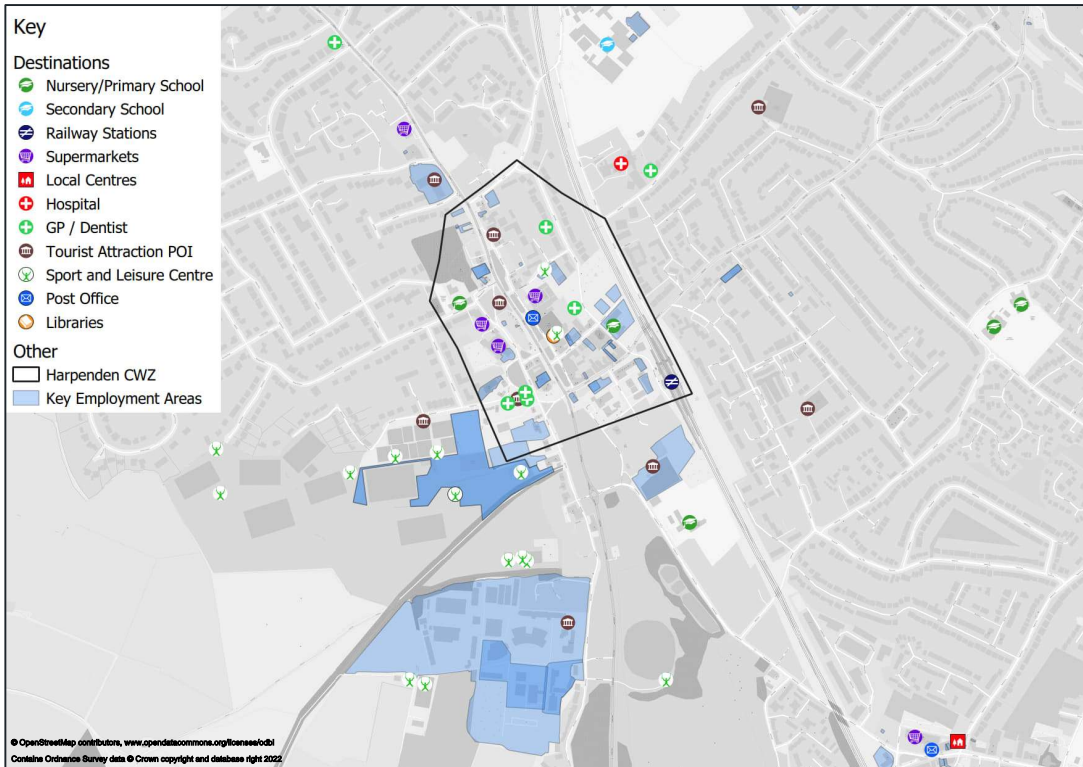 Key
Destinations
Nursery/Primary School
Secondary School
Railway Stations
Supermarkets
Local Centres
Hospital
GP / Dentist
Tourist Attraction POI
Sport and Leisure Centre
Post Office
Libraries
Other
Harpenden CWZ
Key Employment Areas
© OpenStreetMap contributors, www.opendatacommons.org/licenses/odbl
Contains Ordnance Survey data © Crown copyright and database right 2022